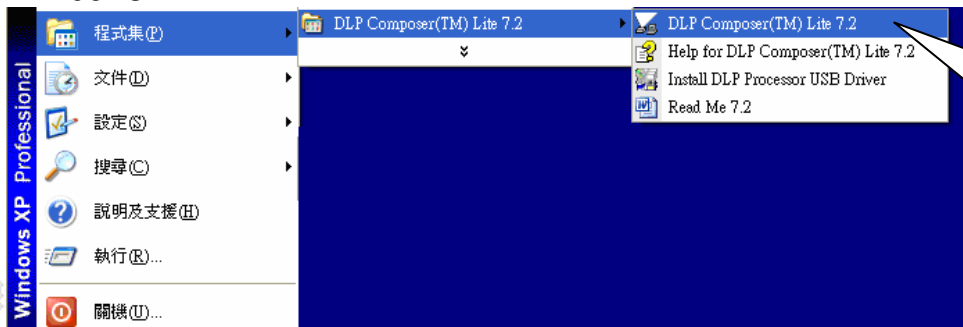 Windows XP Professional
程式集(P)
文件(D)
設定(S)
搜尋(C)
說明及支援(H)
執行(R)...
關機(U)...
DLP Composer(TM) Lite 7.2
DLP Composer(TM) Lite 7.2
Help for DLP Composer(TM) Lite 7.2
Install DLP Processor USB Driver
Read Me 7.2